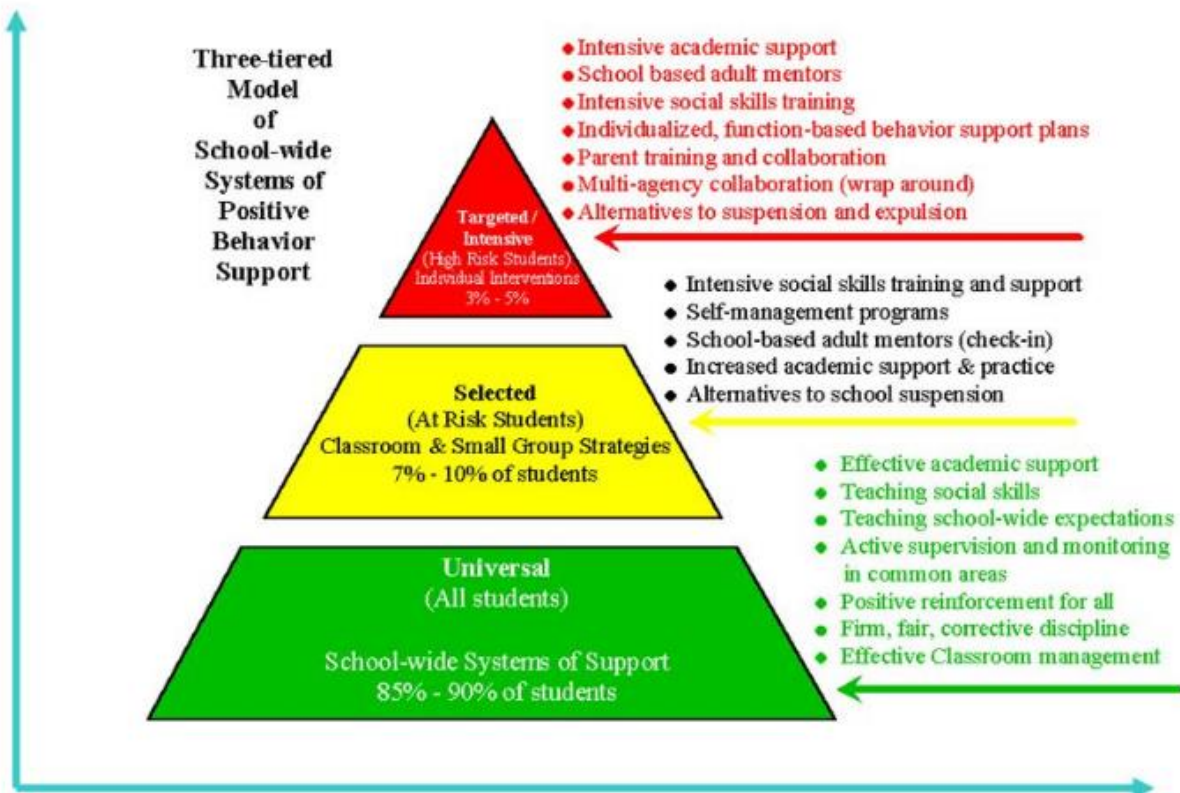 Three-tiered
Model
of
School-wide
Systems of
Positive
Behavior
Support
◆ Intensive academic support
● School based adult mentors
◆ Intensive social skills training
● Individualized, function-based behavior support plans
◆ Parent training and collaboration
● Multi-agency collaboration (wrap around)
◆ Alternatives to suspension and expulsion
Targeted /
Intensive
(High Risk Students)
Individual Interventions
3% - 5%
◆ Intensive social skills training and support
◆ Self-management programs
◆ School-based adult mentors (check-in)
● Increased academic support & practice
◆ Alternatives to school suspension
Selected
(At Risk Students)
Classroom & Small Group Strategies
7% - 10% of students
● Effective academic support
◆ Teaching social skills
◆ Teaching school-wide expectations
● Active supervision and monitoring
in common areas
◆ Positive reinforcement for all
● Firm, fair, corrective discipline
◆ Effective Classroom management
Universal
(All students)
School-wide Systems of Support
85% - 90% of students